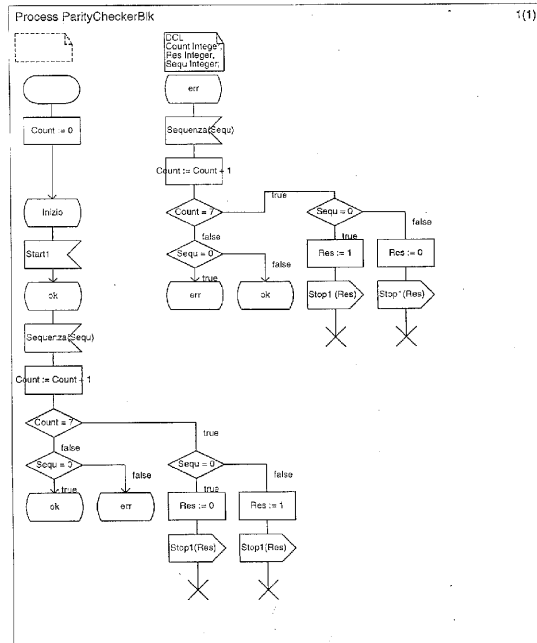 Process ParityCheckerBlk
1(1)
DCL
Count Integer,
Res Integer,
Sequ Integer;
err
Count := 0
Sequenza(Sequ)
Count := Count + 1
true
Inizio
Count = 7
Sequ = 0
false
false
true
Start1
Sequ = 0
false
Res := 1
Res := 0
true
ok
err
ok
Stop1 (Res)
Stop1(Res)
Sequenza(Sequ)
Count := Count + 1
Count = 7
true
false
Sequ = 0
false
Sequ = 0
false
true
true
ok
err
Res := 0
Res := 1
Stop1(Res)
Stop1(Res)